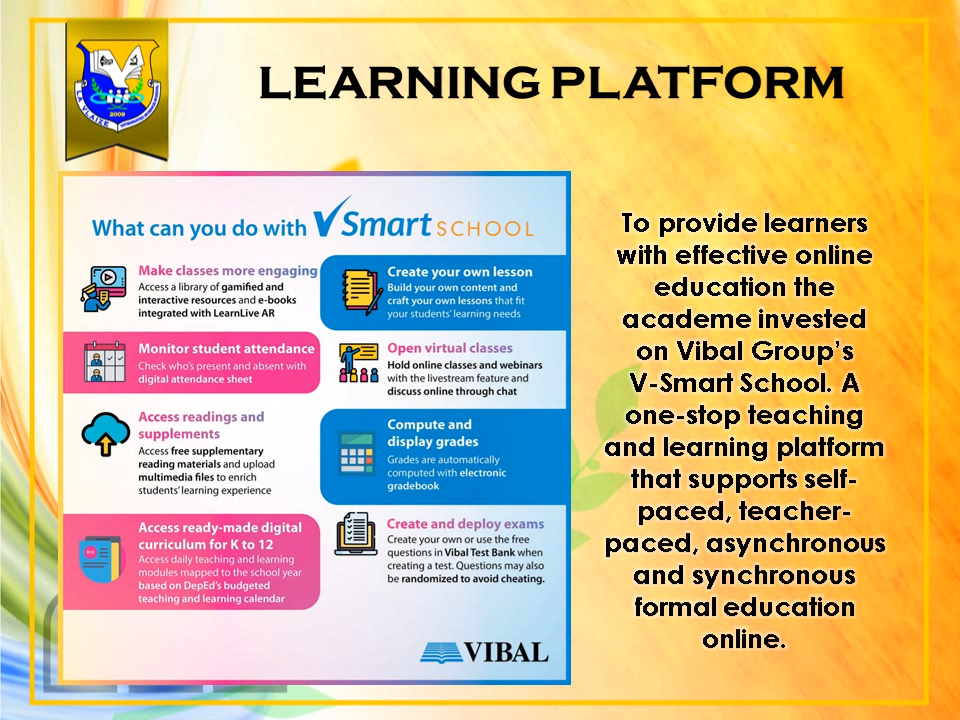 LEARNING PLATFORM
LA VLAIZE
2009
What can you do with VSmart SCHOOL
Make classes more engaging
Access a library of gamified and
interactive resources and e-books
integrated with LearnLive AR
Create your own lesson
Build your own content and
craft your own lessons that fit
your students' learning needs
Monitor student attendance
Check who's present and absent with
digital attendance sheet
Open virtual classes
Hold online classes and webinars
with the livestream feature and
discuss online through chat
Access readings and
supplements
Access free supplementary
reading materials and upload
multimedia files to enrich
students' learning experience
Compute and
display grades
Grades are automatically
computed with electronic
gradebook
Access ready-made digital
curriculum for K to 12
Access daily teaching and learning
modules mapped to the school year
based on DepEd's budgeted
teaching and learning calendar
Create and deploy exams
Create your own or use the free
questions in Vibal Test Bank when
creating a test. Questions may also
be randomized to avoid cheating.
VIBAL
To provide learners
with effective online
education the
academe invested
on Vibal Group's
V-Smart School. A
one-stop teaching
and learning platform
that supports self-
paced, teacher-
paced, asynchronous
and synchronous
formal education
online.